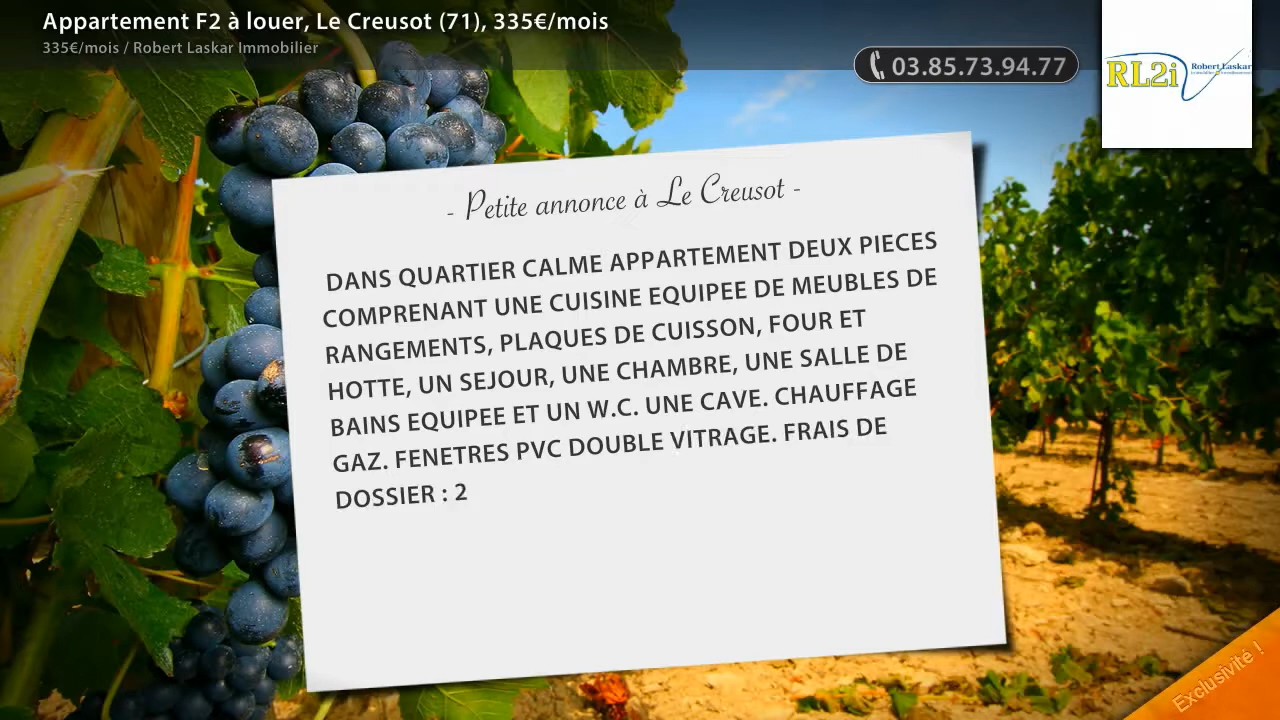 Appartement F2 à louer, Le Creusot (71), 335€/mois
335€/mois / Robert Laskar Immobilier
03.85.73.94.77
RL2i
Robert Laskar
- Petite annonce à Le Creusot -
DANS QUARTIER CALME APPARTEMENT DEUX PIECES
COMPRENANT UNE CUISINE EQUIPEE DE MEUBLES DE
RANGEMENTS, PLAQUES DE CUISSON, FOUR ET
HOTTE, UN SEJOUR, UNE CHAMBRE, UNE SALLE DE
BAINS EQUIPEE ET UN W.C. UNE CAVE. CHAUFFAGE
GAZ. FENETRES PVC DOUBLE VITRAGE. FRAIS DE
DOSSIER : 2
Exclusivité !